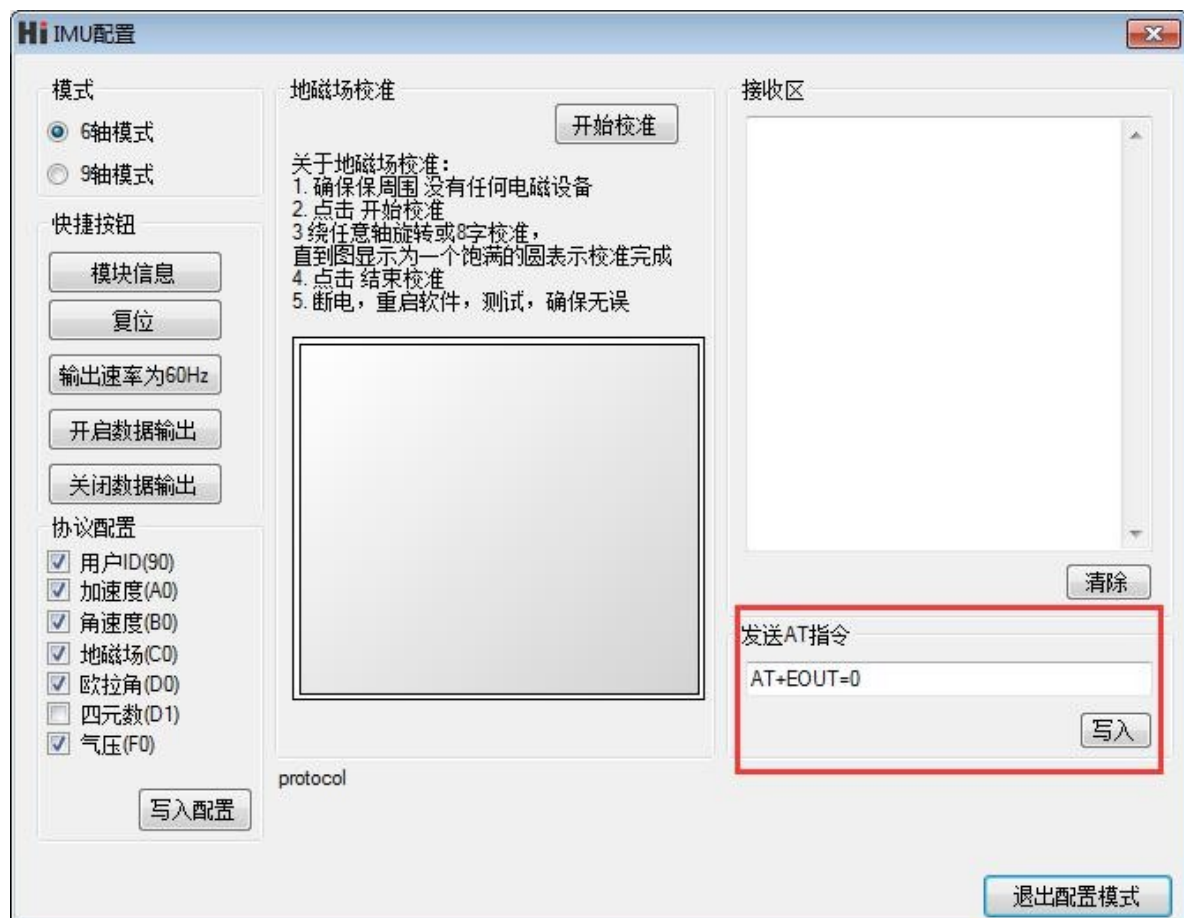 Hi IMU配置
模式
6轴模式
9轴模式
快捷按钮
模块信息
复位
输出速率为60Hz
开启数据输出
关闭数据输出
协议配置
用户ID(90)
加速度(A0)
角速度(B0)
地磁场(C0)
欧拉角(D0)
四元数(D1)
气压(F0)
写入配置
地磁场校准
开始校准
关于地磁场校准：
1. 确保保周围 没有任何电磁设备
2. 点击 开始校准
3 绕任意轴旋转或8字校准，
直到图显示为一个饱满的圆表示校准完成
4. 点击 结束校准
5. 断电，重启软件，测试，确保无误
protocol
接收区
清除
发送AT指令
AT+EOUT=0
写入
退出配置模式